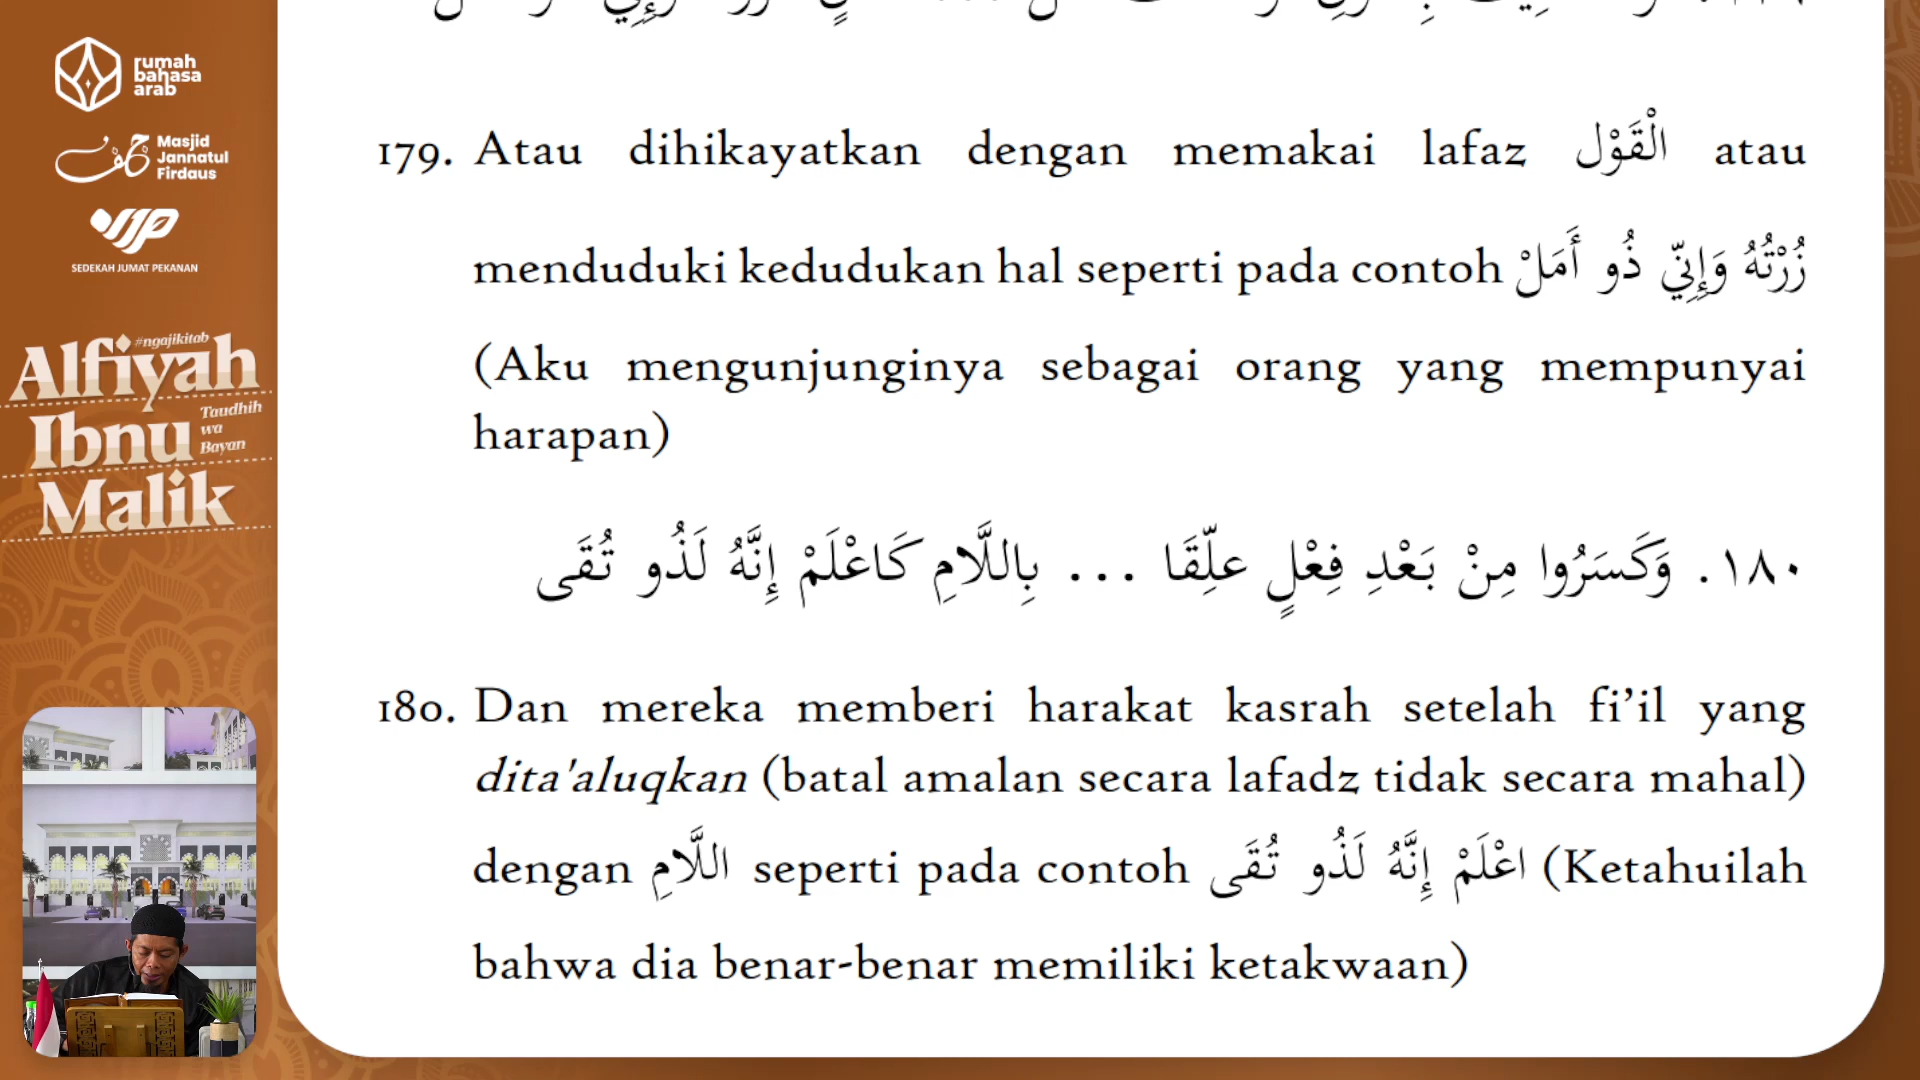 rumah
bahasa
arab
Masjid
Jannatul
Firdaus
VIP
SEDEKAH JUMAT PEKANAN
#ngajikitab
Alfiyah
Ibnu
Taudhih
wa
Bayan
Malik
179. Atau dihikayatkan dengan memakai lafaz الْقَوْل atau
menduduki kedudukan hal seperti pada contoh زُرْتُهُ وَإِنِّي ذُو أَمَلْ
(Aku mengunjunginya sebagai orang yang mempunyai
harapan)
١٨٠. وَكَسَرُوا مِنْ بَعْدِ فِعْلٍ علِّقَا ... بِاللَّامِ كَاعْلَمْ إِنَّهُ لَذُو تُقَى
180. Dan mereka memberi harakat kasrah setelah fi’il yang
dita'aluqkan (batal amalan secara lafadz tidak secara mahal)
dengan اللَّامِ seperti pada contoh اعْلَمْ إِنَّهُ لَذُو تُقَى (Ketahuilah
bahwa dia benar-benar memiliki ketakwaan)